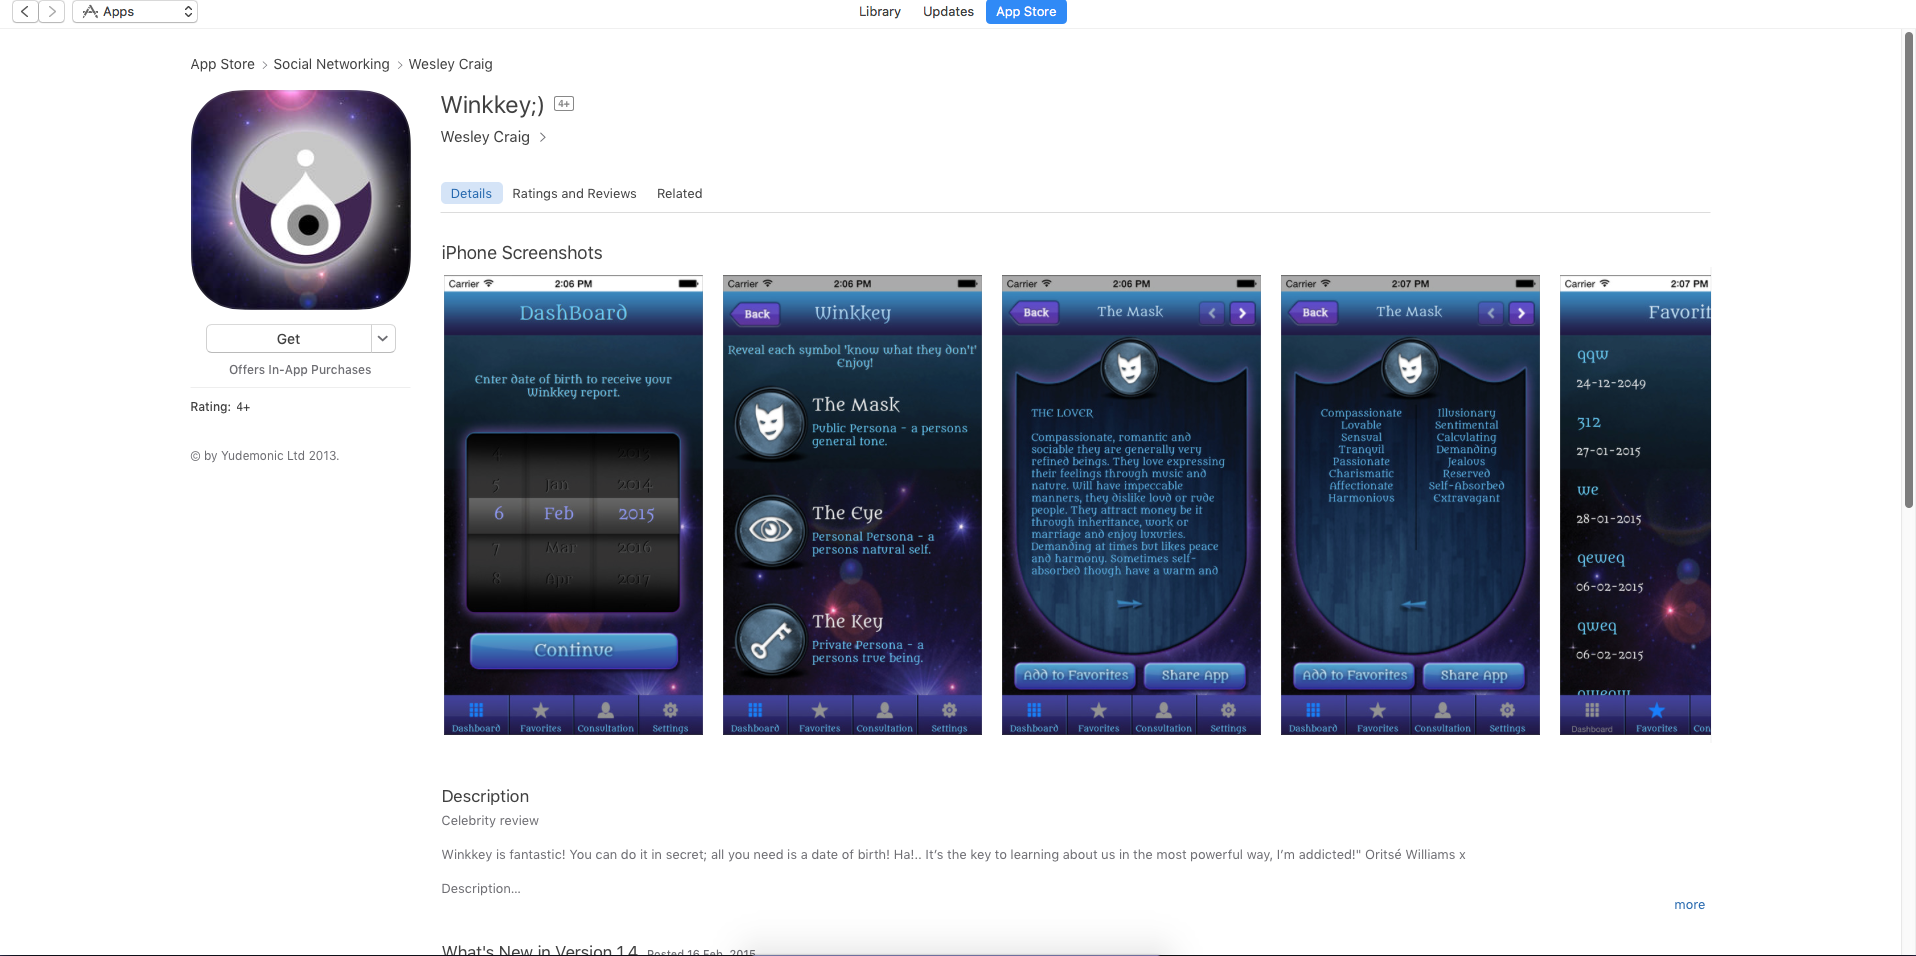 Apps
Library Updates App Store
App Store > Social Networking > Wesley Craig
Winkkey;) 4+
Wesley Craig >
Details Ratings and Reviews Related
Get
Offers In-App Purchases
Rating: 4+
© by Yudemonic Ltd 2013.
iPhone Screenshots
Carrier 2:06 PM
DashBoard
Enter date of birth to receive your
Winkkey report.
4 2013
5 Jan 2014
6 Feb 2015
7 Mar 2016
8 Apr 2017
Continue
Dashboard Favorites Consultation Settings
Carrier 2:06 PM
Back Winkkey
Reveal each symbol 'know what they don't'
Enjoy!
The Mask
Public Persona - a persons
general tone.
The Eye
Personal Persona - a
persons natural self.
The Key
Private Persona - a
persons true being.
Dashboard Favorites Consultation Settings
Carrier 2:06 PM
Back The Mask < >
THE LOVER
Compassionate, romantic and
sociable they are generally very
refined beings. They love expressing
their feelings through music and
nature. Will have impeccable
manners, they dislike loud or rude
people. They attract money be it
through inheritance, work or
marriage and enjoy luxuries.
Demanding at times but likes peace
and harmony. Sometimes self-
absorbed though have a warm and
Add to Favorites Share App
Dashboard Favorites Consultation Settings
Carrier 2:07 PM
Back The Mask < >
Compassionate Illusionary
Lovable Sentimental
Sensual Calculating
Tranquil Demanding
Passionate Jealous
Charismatic Reserved
Affectionate Self-Absorbed
Harmonious Extravagant
Add to Favorites Share App
Dashboard Favorites Consultation Settings
Carrier 2:07 PM
Favorit
qqw
24-12-2049
312
27-01-2015
we
28-01-2015
qeweq
06-02-2015
qweq
06-02-2015
Dashboard Favorites Con
Description
Celebrity review
Winkkey is fantastic! You can do it in secret; all you need is a date of birth! Ha!.. It's the key to learning about us in the most powerful way, I'm addicted!" Oritsé Williams x
Description...
more
What's New in Version 1.4 Posted 16 Feb, 2015